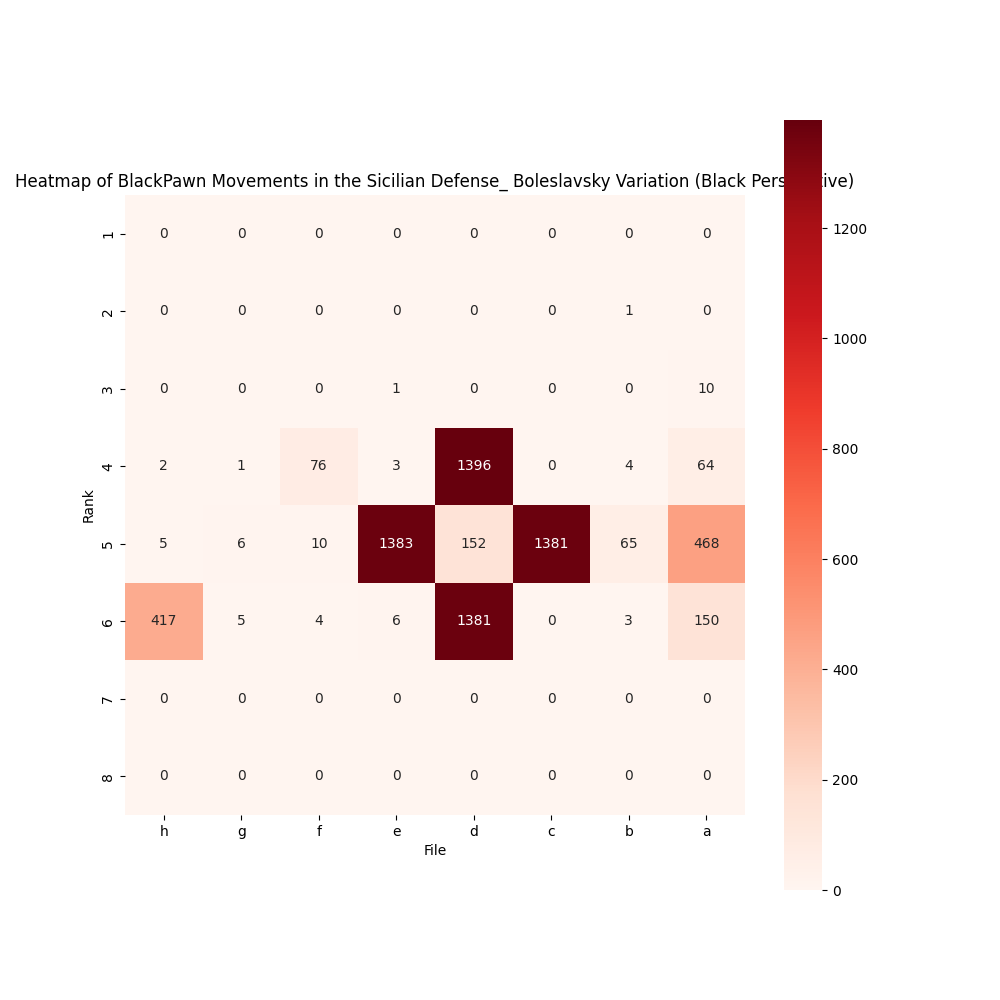 Heatmap of BlackPawn Movements in the Sicilian Defense_ Boleslavsky Variation (Black Perspective)
1 0 0 0 0 0 0 0 0
2 0 0 0 0 0 0 1 0
3 0 0 0 1 0 0 0 10
4 2 1 76 3 1396 0 4 64
Rank
5 5 6 10 1383 152 1381 65 468
6 417 5 4 6 1381 0 3 150
7 0 0 0 0 0 0 0 0
8 0 0 0 0 0 0 0 0
h g f e d c b a
File
1200
1000
800
600
400
200
0